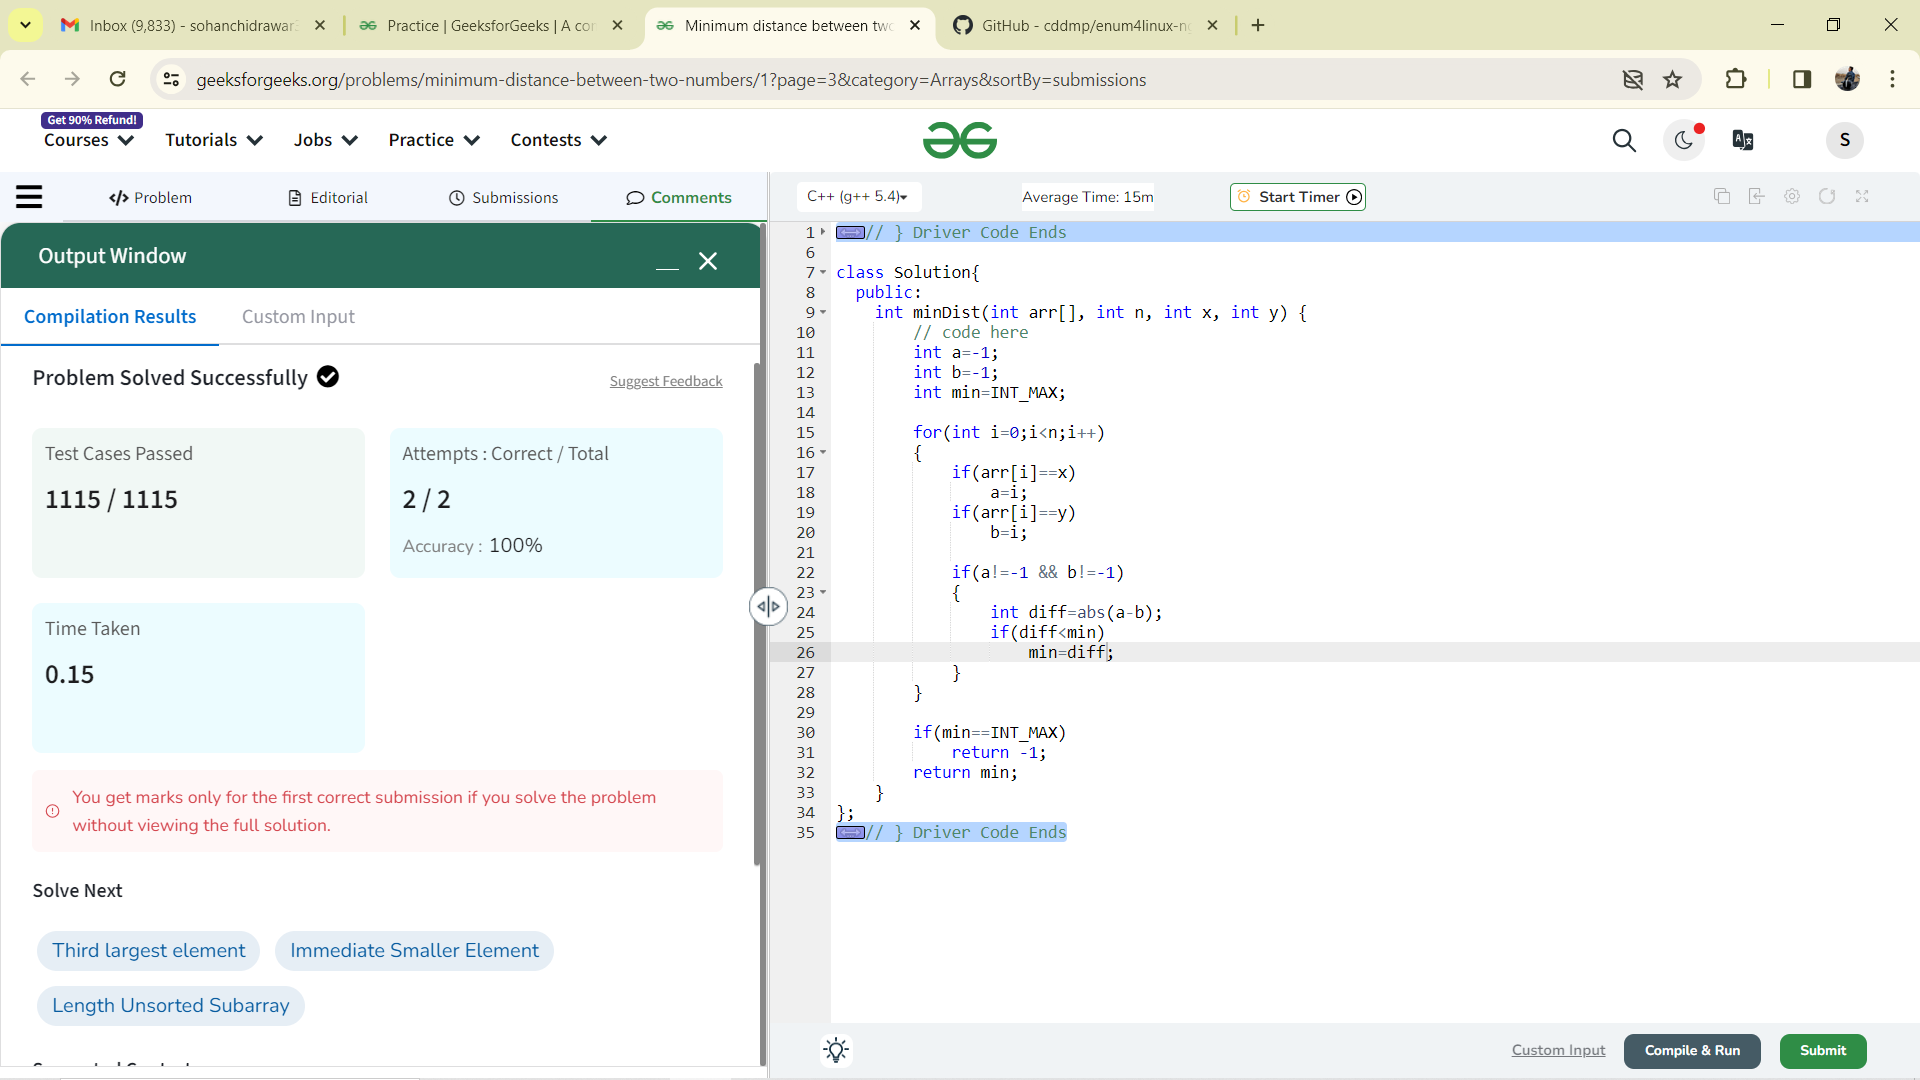 Inbox (9,833) - sohanchidrawar
Practice | GeeksforGeeks | A co
Minimum distance between tw
GitHub - cddmp/enum4linux-n
geeksforgeeks.org/problems/minimum-distance-between-two-numbers/1?page=3&category=Arrays&sortBy=submissions
Get 90% Refund!
Courses
Tutorials
Jobs
Practice
Contests
S
</> Problem
Editorial
Submissions
Comments
C++ (g++ 5.4)
Average Time: 15m
Start Timer
Output Window
Compilation Results
Custom Input
Problem Solved Successfully
Suggest Feedback
Test Cases Passed
1115 / 1115
Attempts : Correct / Total
2 / 2
Accuracy : 100%
Time Taken
0.15
You get marks only for the first correct submission if you solve the problem
without viewing the full solution.
Solve Next
Third largest element
Immediate Smaller Element
Length Unsorted Subarray
1 // } Driver Code Ends
6
7 class Solution{
8 public:
9 int minDist(int arr[], int n, int x, int y) {
10 // code here
11 int a=-1;
12 int b=-1;
13 int min=INT_MAX;
14
15 for(int i=0;i<n;i++)
16 {
17 if(arr[i]==x)
18 a=i;
19 if(arr[i]==y)
20 b=i;
21
22 if(a!=-1 && b!=-1)
23 {
24 int diff=abs(a-b);
25 if(diff<min)
26 min=diff;
27 }
28 }
29
30 if(min==INT_MAX)
31 return -1;
32 return min;
33 }
34 };
35 // } Driver Code Ends
Custom Input
Compile & Run
Submit